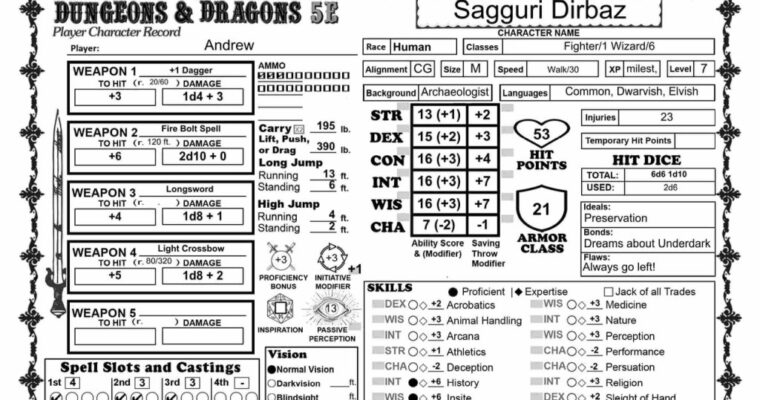 DUNGEONS & DRAGONS 5E
Player Character Record
Player: Andrew
Sagguri Dirbaz
CHARACTER NAME
Race Human Classes Fighter/1 Wizard/6
Alignment CG Size M Speed Walk/30 XP milest, Level 7
Background Archaeologist Languages Common, Dwarvish, Elvish
WEAPON 1 +1 Dagger
TO HIT (r. 20/60) DAMAGE
+3 1d4 + 3
WEAPON 2 Fire Bolt Spell
TO HIT (r. 120 ft. ) DAMAGE
+6 2d10 + 0
WEAPON 3 Longsword
TO HIT (r. ) DAMAGE
+4 1d8 + 1
WEAPON 4 Light Crossbow
TO HIT (r. 80/320 ) DAMAGE
+5 1d8 + 2
WEAPON 5
TO HIT (r. ) DAMAGE
AMMO
Carry 195 lb.
Lift, Push,
or Drag 390 lb.
Long Jump
Running 13 ft.
Standing 6 ft.
High Jump
Running 4 ft.
Standing 2 ft.
+3 +3 +1
PROFICIENCY BONUS
INITIATIVE MODIFIER
INSPIRATION
13
PASSIVE PERCEPTION
STR 13 (+1) +2
DEX 15 (+2) +3
CON 16 (+3) +4
INT 16 (+3) +7
WIS 16 (+3) +7
CHA 7 (-2) -1
Ability Score & (Modifier)
Saving Throw Modifier
53
HIT POINTS
21
ARMOR CLASS
Injuries 23
Temporary Hit Points
HIT DICE
TOTAL: 6d6 1d10
USED: 2d6
Ideals:
Preservation
Bonds:
Dreams about Underdark
Flaws:
Always go left!
Spell Slots and Castings
1st 4 2nd 3 3rd 3 4th -
Vision
Normal Vision
Darkvision ft.
Blindsight ft.
SKILLS Proficient | Expertise Jack of all Trades
DEX +2 Acrobatics
WIS +3 Animal Handling
INT +3 Arcana
STR +1 Athletics
CHA -2 Deception
INT +6 History
WIS +6 Insite
WIS +3 Medicine
INT +3 Nature
WIS +3 Perception
CHA -2 Performance
CHA -2 Persuation
INT +3 Religion
DEX +2 Sleight of Hand